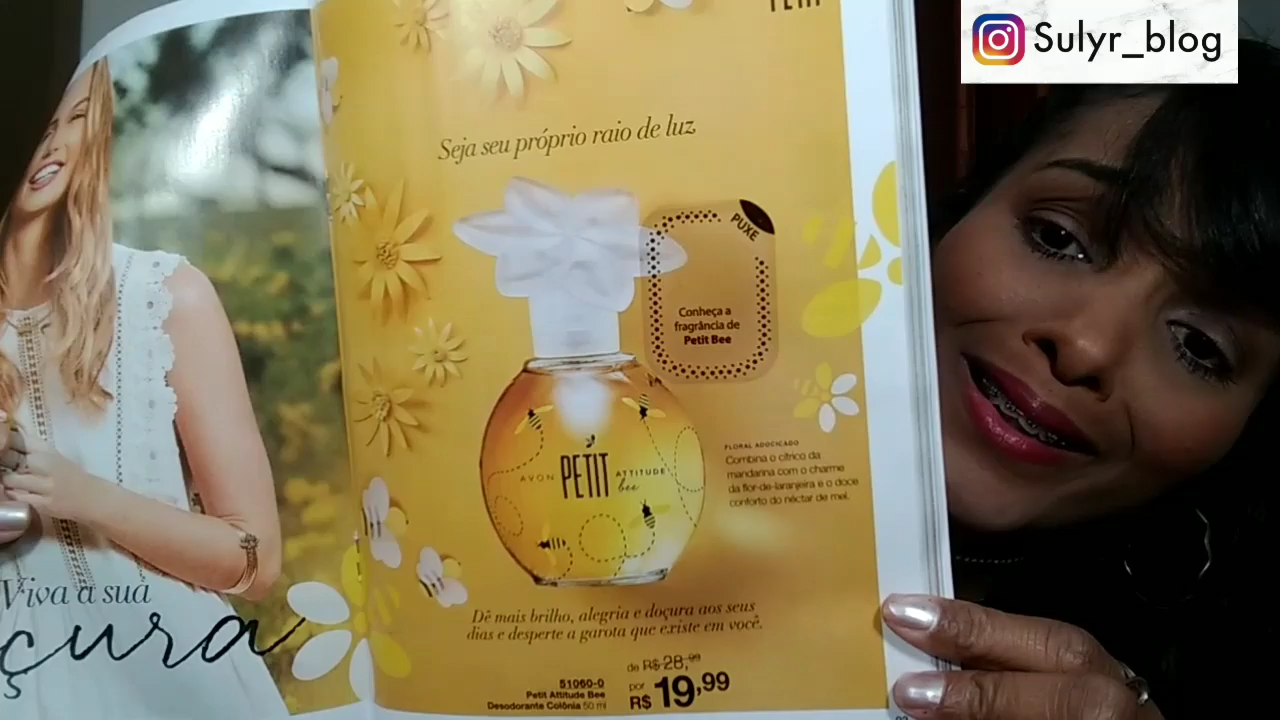 Sulyr_blog
Seja seu próprio raio de luz
PUXE
Conheça a
fragrância de
Petit Bee
FLORAL ADOCICADO
Combina o cítrico da
mandarina com o charme
da flor-de-laranjeira e o doce
conforto do néctar de mel.
AVON PETIT ATTITUDE
bee
Viva a sua
çura
Dê mais brilho, alegria e doçura aos seus
dias e desperte a garota que existe em você.
de R$ 28,99
por
R$ 19,99
51060-0
Petit Attitude Bee
Desodorante Colônia 50 ml